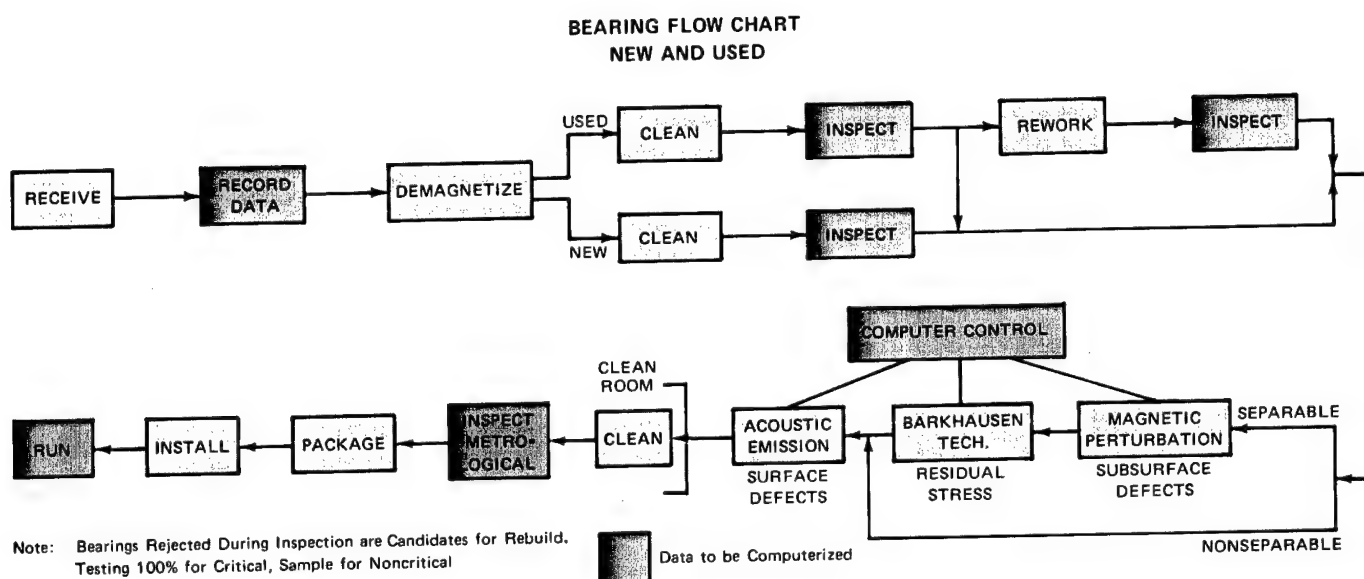 BEARING FLOW CHART
NEW AND USED
RECEIVE
RECORD
DATA
DEMAGNETIZE
USED
CLEAN
INSPECT
REWORK
INSPECT
NEW
CLEAN
INSPECT
COMPUTER CONTROL
SEPARABLE
MAGNETIC
PERTURBATION
SUBSURFACE
DEFECTS
BARKHAUSEN
TECH.
RESIDUAL
STRESS
ACOUSTIC
EMISSION
SURFACE
DEFECTS
NONSEPARABLE
CLEAN
ROOM
CLEAN
INSPECT
METRO-
LOGICAL
PACKAGE
INSTALL
RUN
Note: Bearings Rejected During Inspection are Candidates for Rebuild.
Testing 100% for Critical, Sample for Noncritical
Data to be Computerized